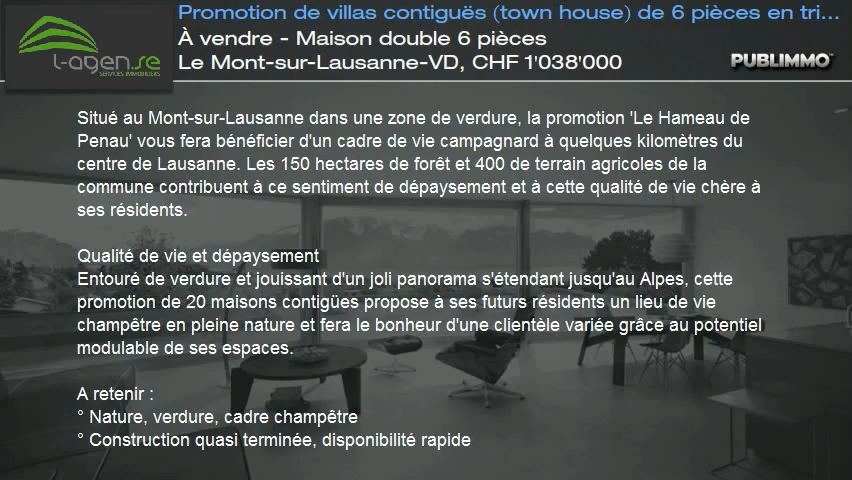 Promotion de villas contiguës (town house) de 6 pièces en tri...
À vendre - Maison double 6 pièces
Le Mont-sur-Lausanne-VD, CHF 1'038'000
l-agen.se
SERVICES IMMOBILIERS
PUBLIMMO
Situé au Mont-sur-Lausanne dans une zone de verdure, la promotion 'Le Hameau de
Penau' vous fera bénéficier d'un cadre de vie campagnard à quelques kilomètres du
centre de Lausanne. Les 150 hectares de forêt et 400 de terrain agricoles de la
commune contribuent à ce sentiment de dépaysement et à cette qualité de vie chère à
ses résidents.
Qualité de vie et dépaysement
Entouré de verdure et jouissant d'un joli panorama s'étendant jusqu'au Alpes, cette
promotion de 20 maisons contigües propose à ses futurs résidents un lieu de vie
champêtre en pleine nature et fera le bonheur d'une clientèle variée grâce au potentiel
modulable de ses espaces.
A retenir :
° Nature, verdure, cadre champêtre
° Construction quasi terminée, disponibilité rapide